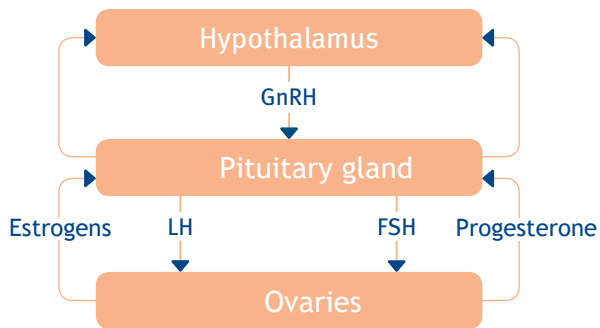 Hypothalamus
GnRH
Pituitary gland
Estrogens
LH
FSH
Progesterone
Ovaries